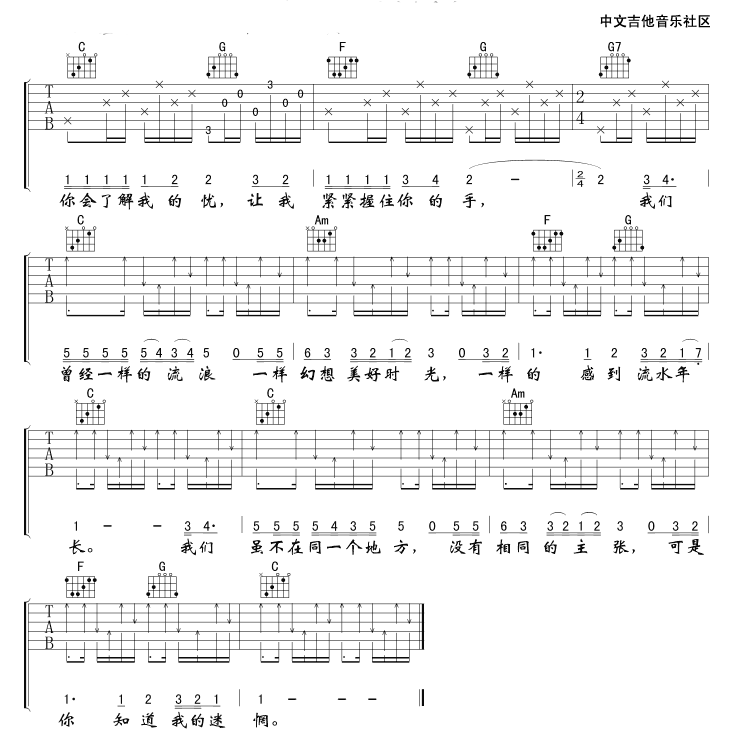 中文吉他音乐社区
C G F G G7
T A B 3 0 0 0 3 0 0 2 4
1 1 1 1 1 2 2 3 2 | 1 1 1 1 3 4 2 － | 2/4 2 3 4· |
你会了解我的忧，让我 紧紧握住你的手， 我们
C Am F G
T A B
5 5 5 5 5 4 3 4 5 0 5 5 | 6 3 3 2 1 2 3 0 3 2 | 1· 1 2 3 2 1 7 |
曾经一样的流浪 一样幻想美好时光，一样的 感到流水年
C C Am
T A B
1 － － 3 4· | 5 5 5 5 4 3 5 5 0 5 5 | 6 3 3 2 1 2 3 0 3 2 |
长。 我们 虽不在同一个地方，没有相同的主张，可是
F G C
T A B
1· 1 2 3 2 1 | 1 － － ||
你 知道我的迷惘。